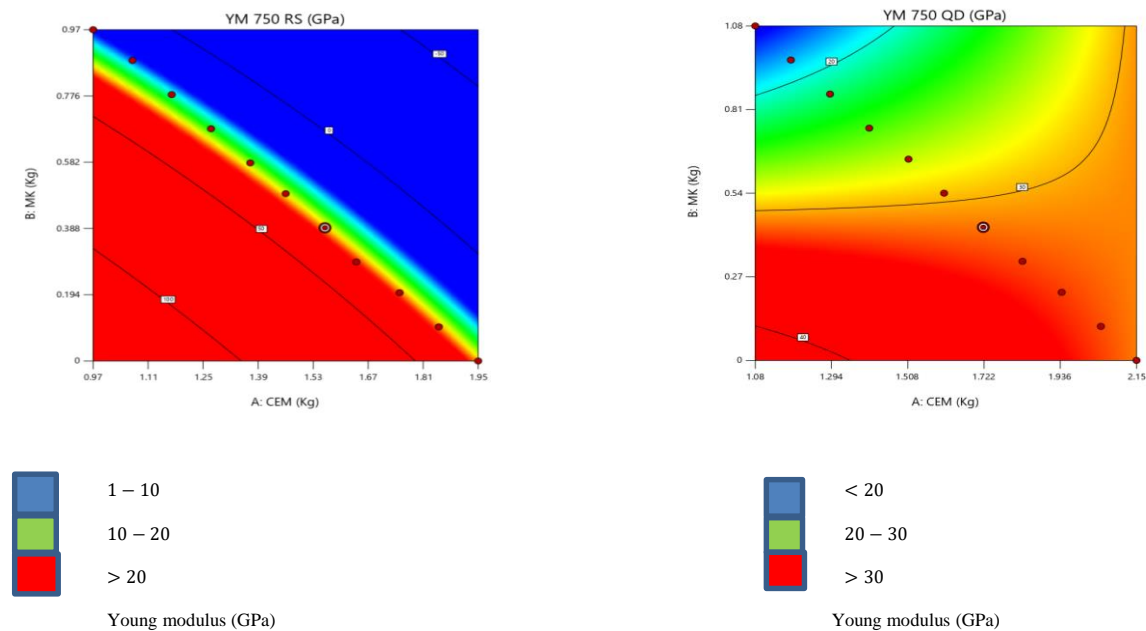 YM 750 RS (GPa)
0.97
0.776
0.582
0.388
0.194
0
B: MK (Kg)
-50
0
50
100
0.97 1.11 1.25 1.39 1.53 1.67 1.81 1.95
A: CEM (Kg)
YM 750 QD (GPa)
1.08
0.81
0.54
0.27
0
B: MK (Kg)
20
30
40
1.08 1.294 1.508 1.722 1.936 2.15
A: CEM (Kg)
1 – 10
10 – 20
> 20
Young modulus (GPa)
< 20
20 – 30
> 30
Young modulus (GPa)